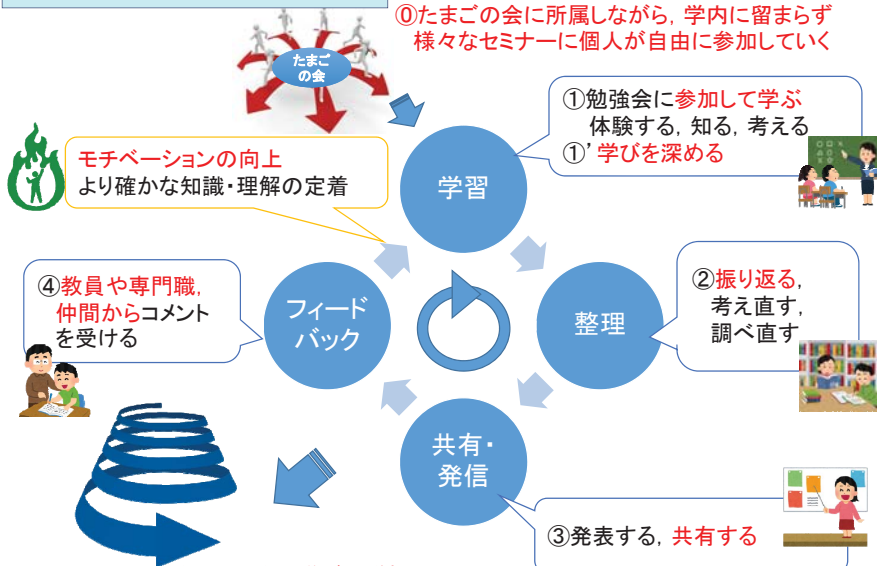 ⓪たまごの会に所属しながら，学内に留まらず
様々なセミナーに個人が自由に参加していく
たまご
の会
①勉強会に参加して学ぶ
体験する，知る，考える
①’学びを深める
モチベーションの向上
より確かな知識・理解の定着
学習
④教員や専門職，
仲間からコメント
を受ける
フィード
バック
整理
②振り返る，
考え直す，
調べ直す
共有・
発信
③発表する，共有する